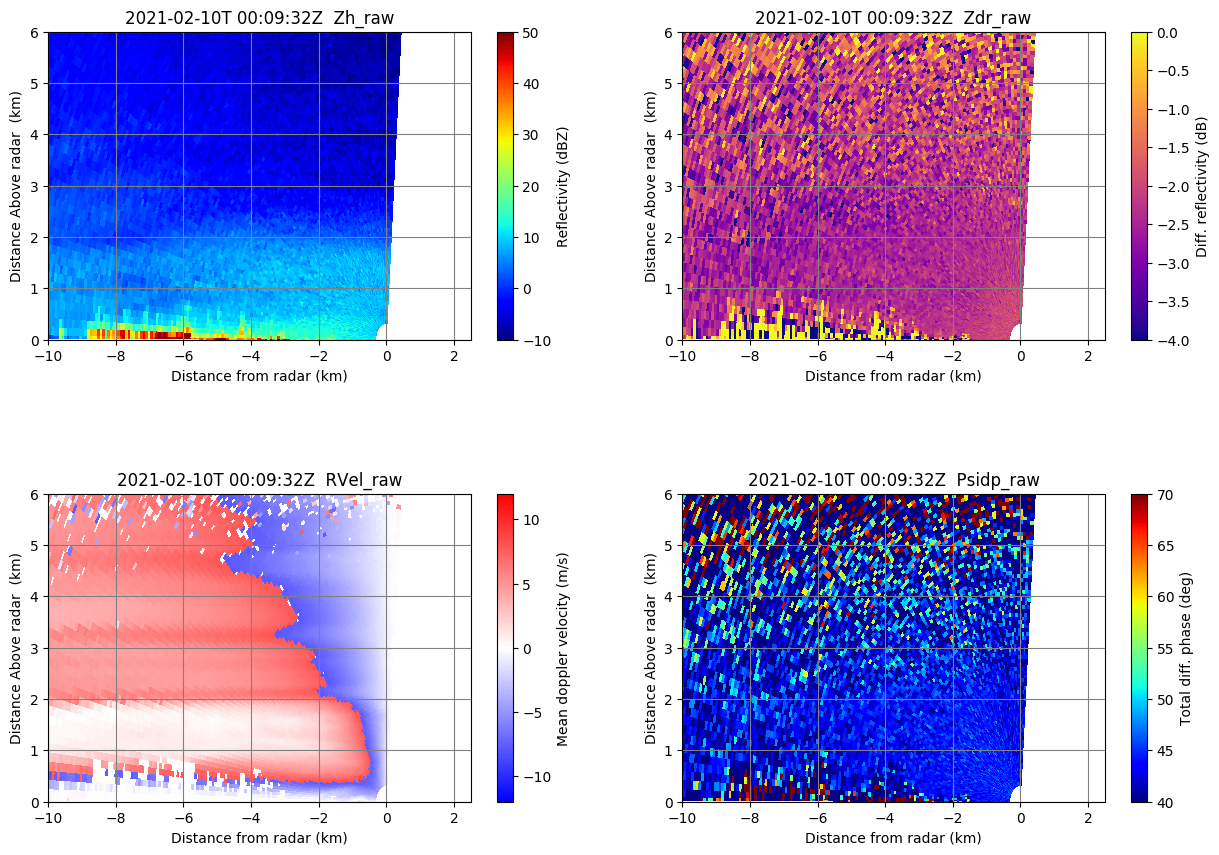 2021-02-10T 00:09:32Z  Zh_raw
6
5
4
3
2
1
0
Distance Above radar  (km)
−10 −8 −6 −4 −2 0 2
Distance from radar (km)
50
40
30
20
10
0
−10
Reflectivity (dBZ)
2021-02-10T 00:09:32Z  Zdr_raw
6
5
4
3
2
1
0
Distance Above radar  (km)
−10 −8 −6 −4 −2 0 2
Distance from radar (km)
0.0
−0.5
−1.0
−1.5
−2.0
−2.5
−3.0
−3.5
−4.0
Diff. reflectivity (dB)
2021-02-10T 00:09:32Z  RVel_raw
6
5
4
3
2
1
0
Distance Above radar  (km)
−10 −8 −6 −4 −2 0 2
Distance from radar (km)
10
5
0
−5
−10
Mean doppler velocity (m/s)
2021-02-10T 00:09:32Z  Psidp_raw
6
5
4
3
2
1
0
Distance Above radar  (km)
−10 −8 −6 −4 −2 0 2
Distance from radar (km)
70
65
60
55
50
45
40
Total diff. phase (deg)